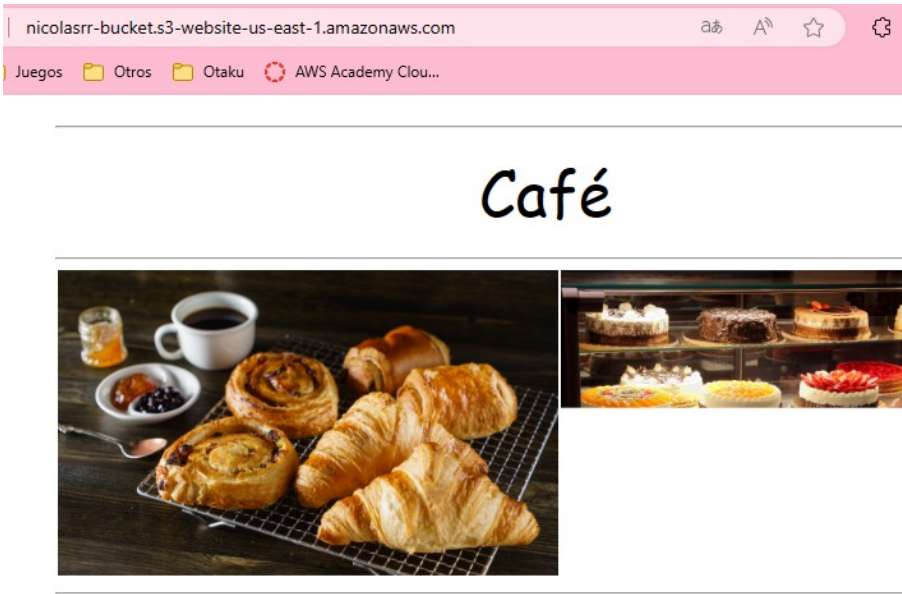 nicolasrr-bucket.s3-website-us-east-1.amazonaws.com
Juegos Otros Otaku AWS Academy Clou...
Café